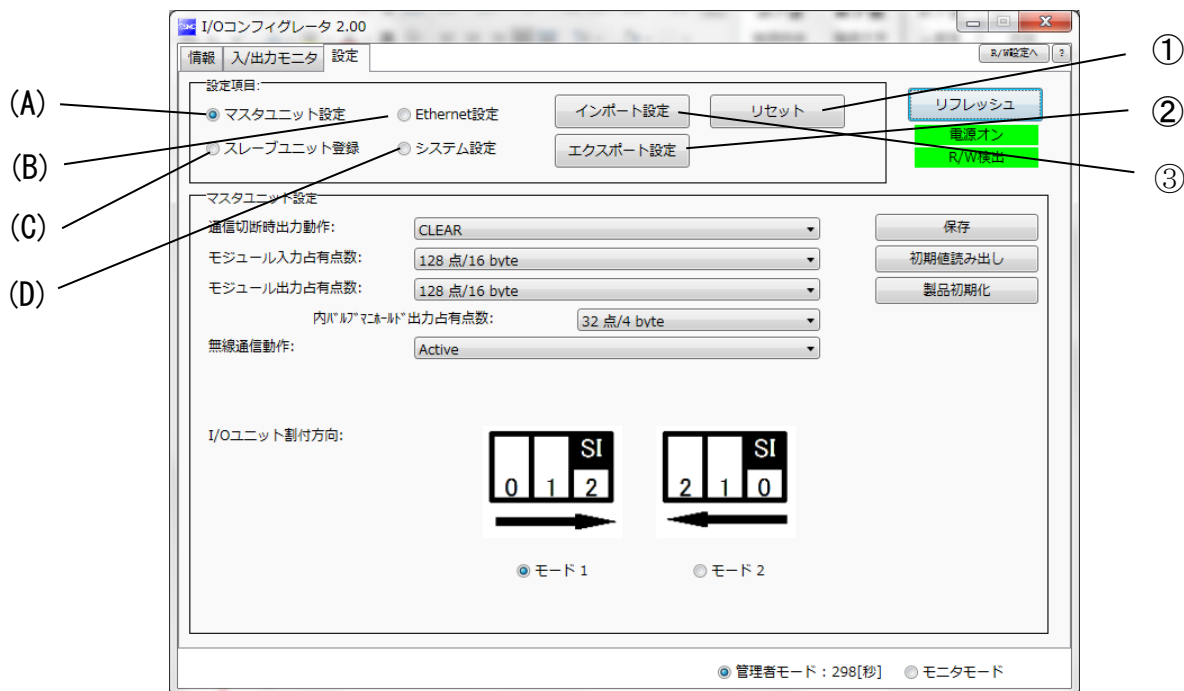 I/Oコンフィグレータ 2.00
情報 入/出力モニタ 設定 R/W設定へ ?
設定項目:
マスタユニット設定 Ethernet設定 インポート設定 リセット リフレッシュ
電源オン
スレーブユニット登録 システム設定 エクスポート設定 R/W検出
マスタユニット設定
通信切断時出力動作: CLEAR 保存
モジュール入力占有点数: 128 点/16 byte 初期値読み出し
モジュール出力占有点数: 128 点/16 byte 製品初期化
内バルブマニホールド出力占有点数: 32 点/4 byte
無線通信動作: Active
I/Oユニット割付方向:
SI SI
0 1 2 2 1 0
モード 1 モード 2
管理者モード：298[秒] モニタモード
(A)
(B)
(C)
(D)
①
②
③